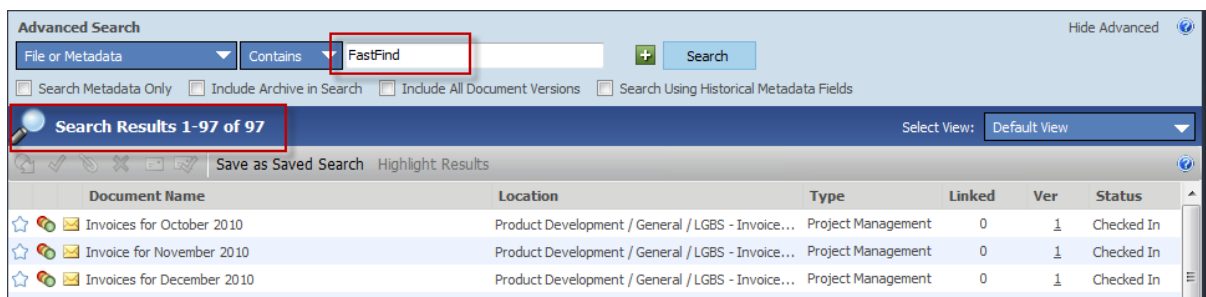 Advanced Search Hide Advanced
File or Metadata Contains FastFind Search
Search Metadata Only Include Archive in Search Include All Document Versions Search Using Historical Metadata Fields
Search Results 1-97 of 97 Select View: Default View
Save as Saved Search Highlight Results
Document Name Location Type Linked Ver Status
Invoices for October 2010 Product Development / General / LGBS - Invoice... Project Management 0 1 Checked In
Invoice for November 2010 Product Development / General / LGBS - Invoice... Project Management 0 1 Checked In
Invoices for December 2010 Product Development / General / LGBS - Invoice... Project Management 0 1 Checked In